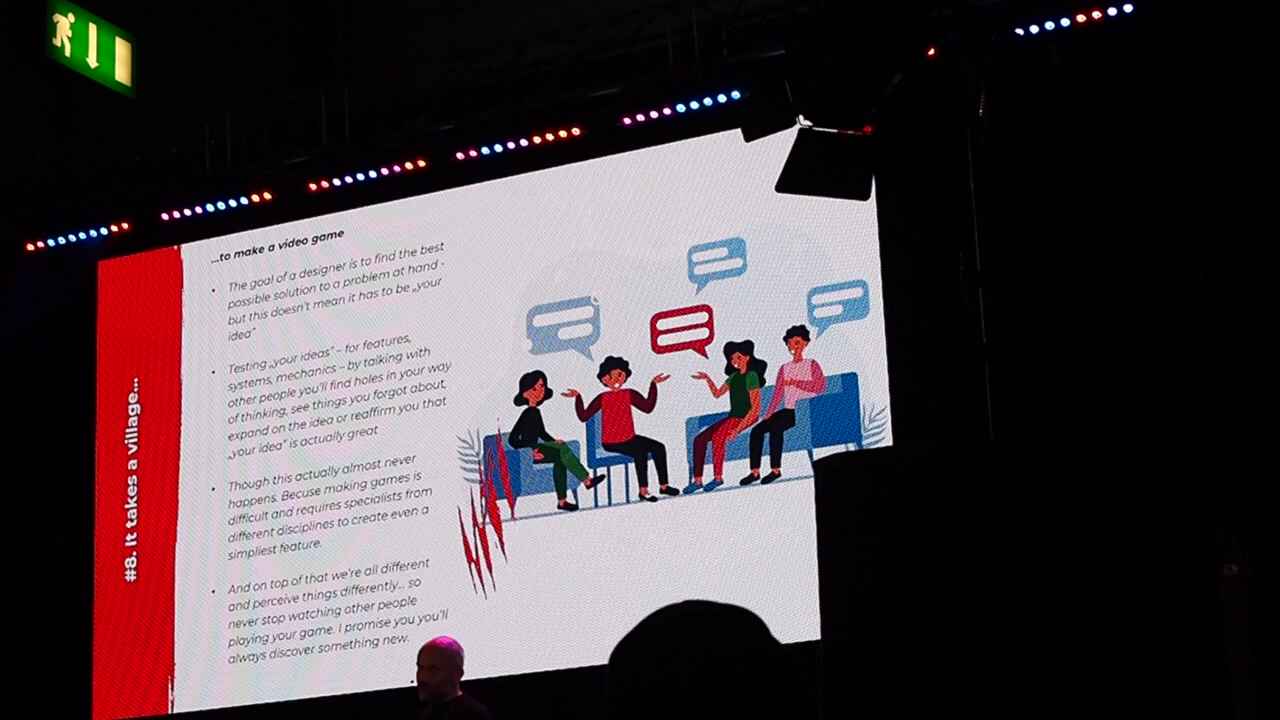 #8. It takes a village...
...to make a video game
• The goal of a designer is to find the best
possible solution to a problem at hand -
but this doesn't mean it has to be „your
idea"
• Testing „your ideas" – for features,
systems, mechanics – by talking with
other people you'll find holes in your way
of thinking, see things you forgot about,
expand on the idea or reaffirm you that
„your idea" is actually great
• Though this actually almost never
happens. Becuse making games is
difficult and requires specialists from
different disciplines to create even a
simpliest feature.
• And on top of that we're all different
and perceive things differently... so
never stop watching other people
playing your game. I promise you you'll
always discover something new.